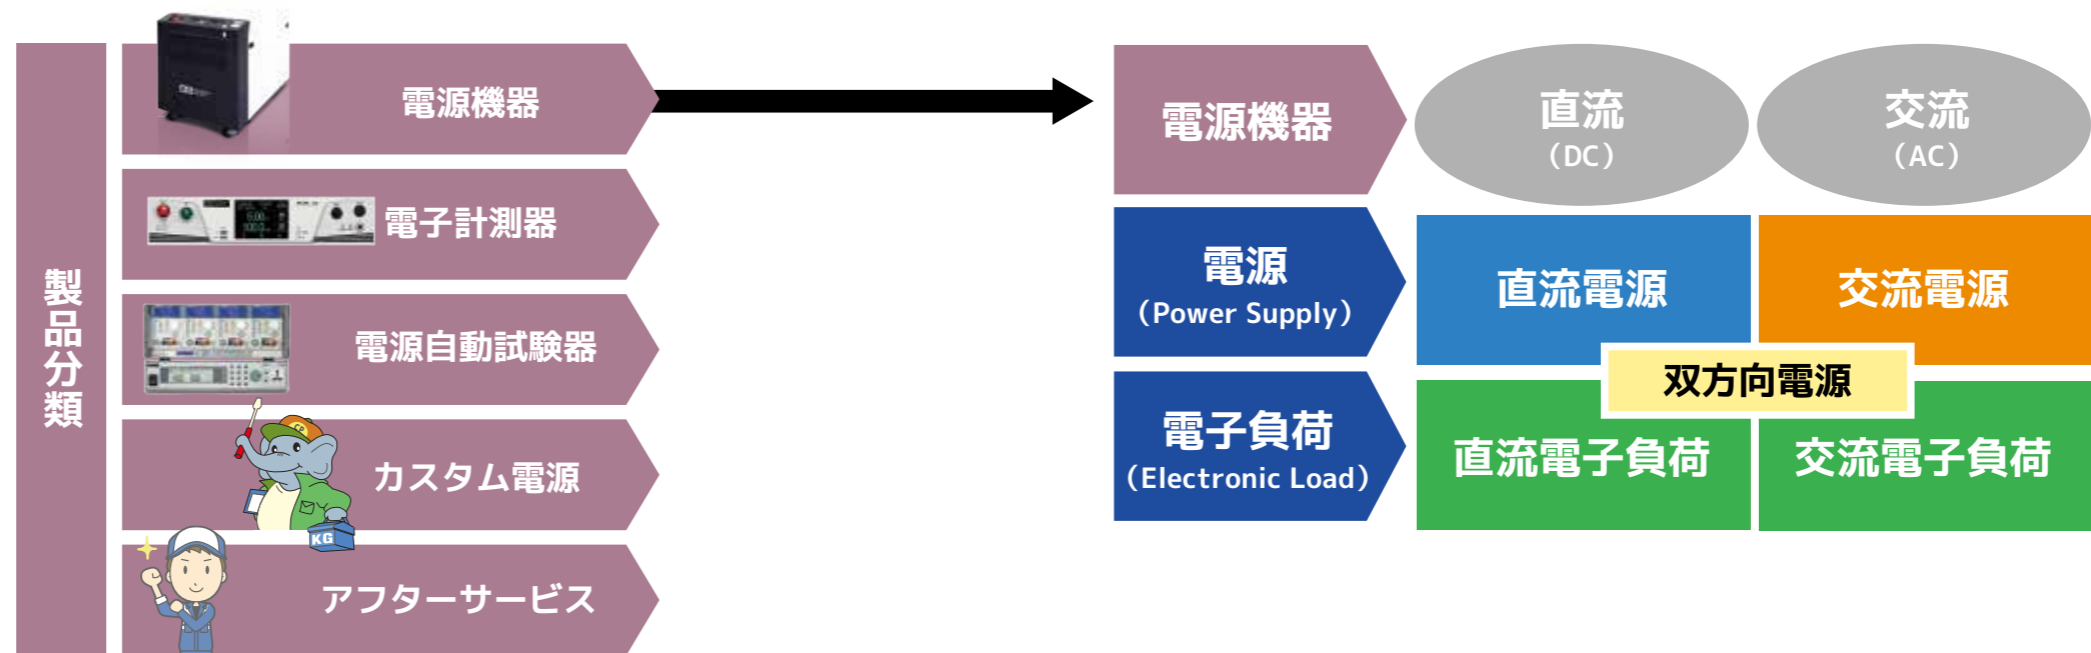 製品分類
電源機器
電子計測器
電源自動試験器
カスタム電源
CP
KG
アフターサービス
電源機器
直流
（DC）
交流
（AC）
電源
（Power Supply）
直流電源
交流電源
双方向電源
電子負荷
（Electronic Load）
直流電子負荷
交流電子負荷